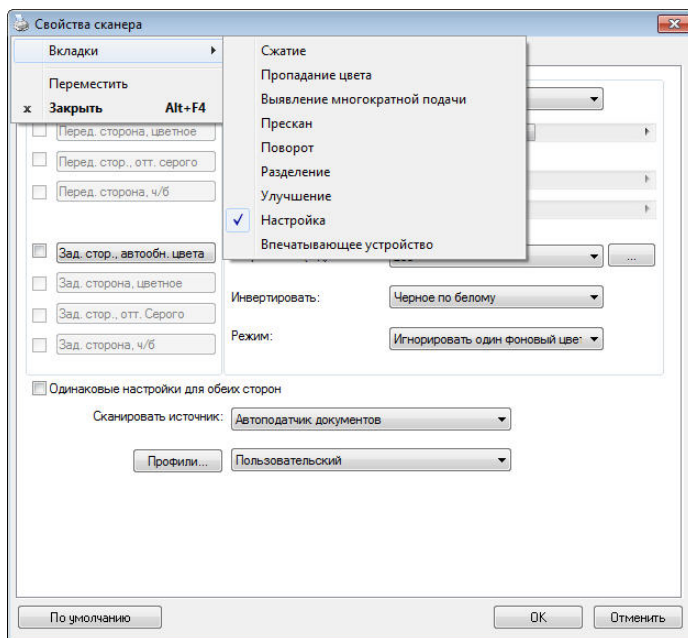 Свойства сканера
Вкладки
Переместить
x Закрыть Alt+F4
Сжатие
Пропадание цвета
Выявление многократной подачи
Прескан
Поворот
Разделение
Улучшение
Настройка
Впечатывающее устройство
Перед. сторона, цветное
Перед. стор., отт. серого
Перед. сторона, ч/б
Зад. стор., автообн. цвета
...
Зад. сторона, цветное
Инвертировать: Черное по белому
Зад. стор., отт. Серого
Режим: Игнорировать один фоновый цвет
Зад. сторона, ч/б
Одинаковые настройки для обеих сторон
Сканировать источник: Автоподатчик документов
Профили... Пользовательский
По умолчанию OK Отменить